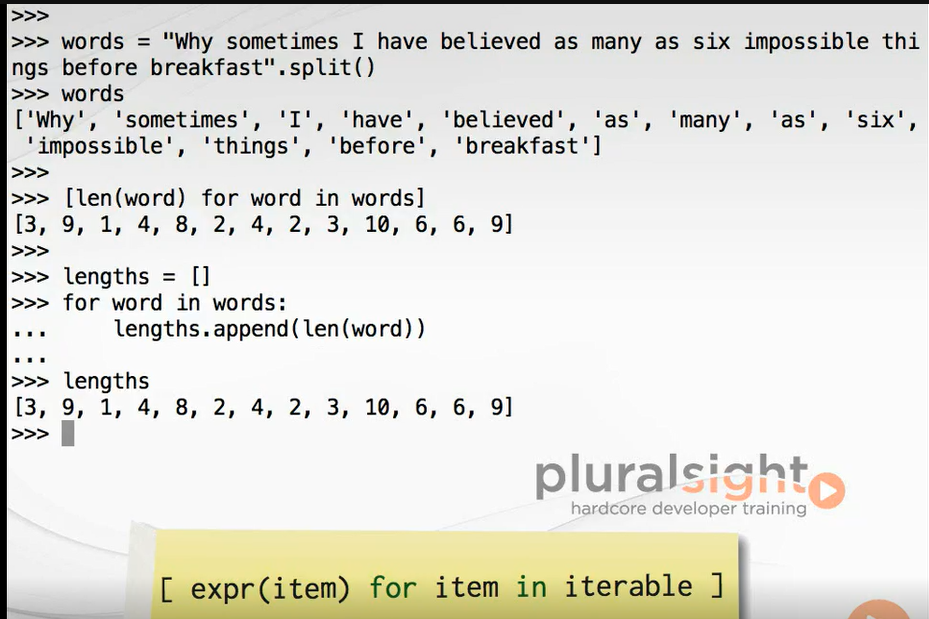 >>>
>>> words = "Why sometimes I have believed as many as six impossible thi
ngs before breakfast".split()
>>> words
['Why', 'sometimes', 'I', 'have', 'believed', 'as', 'many', 'as', 'six',
 'impossible', 'things', 'before', 'breakfast']
>>>
>>> [len(word) for word in words]
[3, 9, 1, 4, 8, 2, 4, 2, 3, 10, 6, 6, 9]
>>>
>>> lengths = []
>>> for word in words:
...     lengths.append(len(word))
...
>>> lengths
[3, 9, 1, 4, 8, 2, 4, 2, 3, 10, 6, 6, 9]
>>>
pluralsight
hardcore developer training
[ expr(item) for item in iterable ]